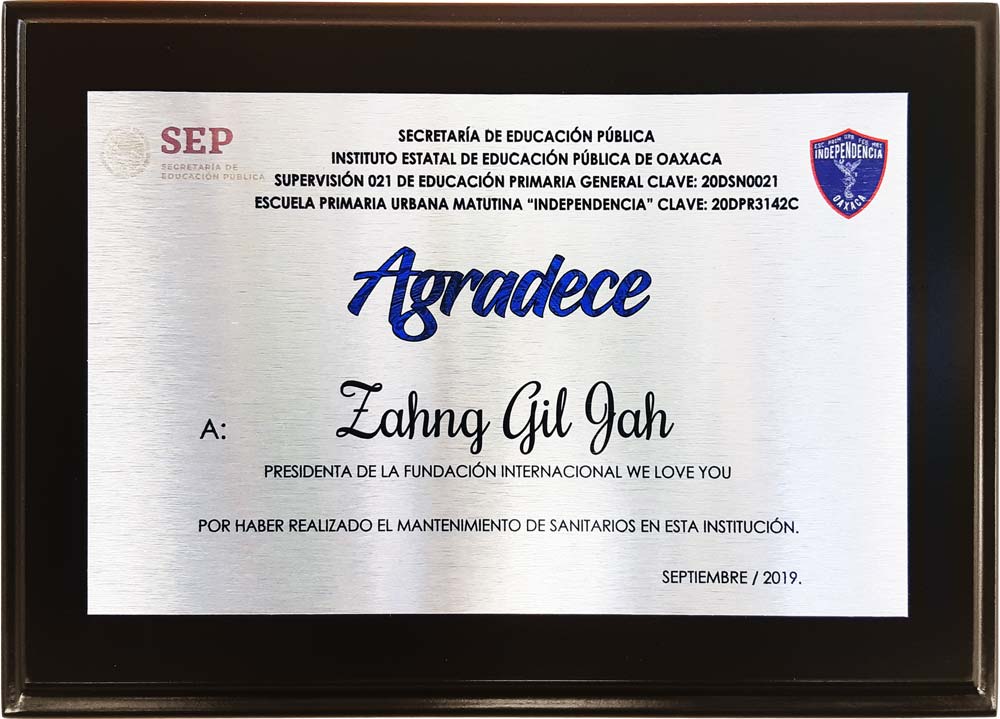 SEP
SECRETARÍA DE
EDUCACIÓN PÚBLICA
SECRETARÍA DE EDUCACIÓN PÚBLICA
INSTITUTO ESTATAL DE EDUCACIÓN PÚBLICA DE OAXACA
SUPERVISIÓN 021 DE EDUCACIÓN PRIMARIA GENERAL CLAVE: 20DSN0021
ESCUELA PRIMARIA URBANA MATUTINA “INDEPENDENCIA” CLAVE: 20DPR3142C
ESC. PRIM. URB.
INDEPENDENCIA
OAXACA
Agradece
A:
Zahng Gil Jah
PRESIDENTA DE LA FUNDACIÓN INTERNACIONAL WE LOVE YOU
POR HABER REALIZADO EL MANTENIMIENTO DE SANITARIOS EN ESTA INSTITUCIÓN.
SEPTIEMBRE / 2019.